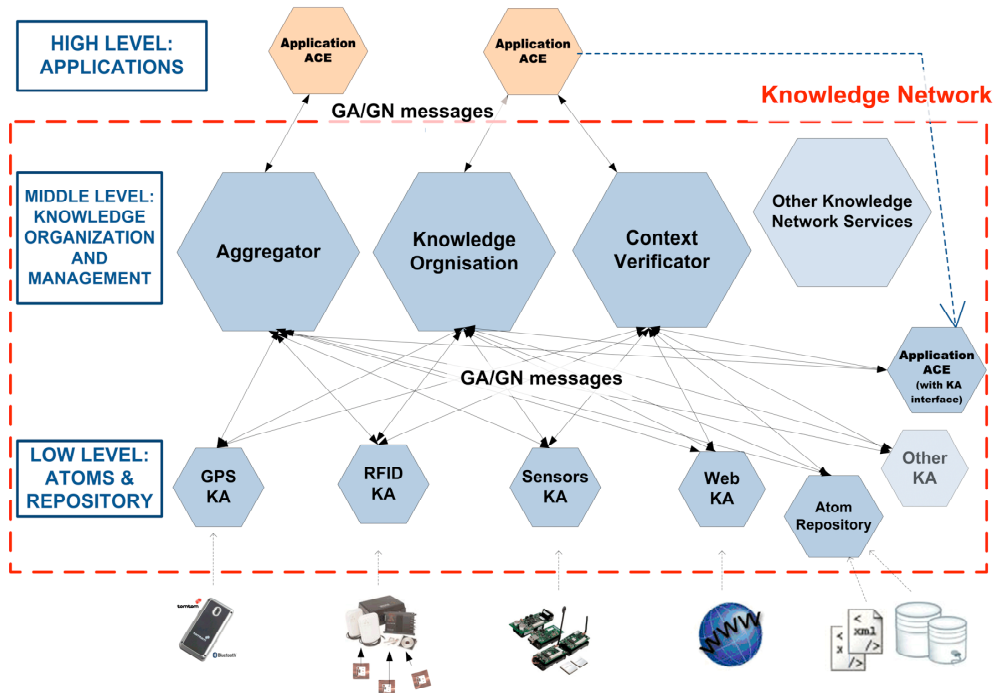 HIGH LEVEL:
APPLICATIONS
Application
ACE
Application
ACE
GA/GN messages
Knowledge Network
MIDDLE LEVEL:
KNOWLEDGE
ORGANIZATION
AND
MANAGEMENT
Aggregator
Knowledge
Orgnisation
Context
Verificator
Other Knowledge
Network Services
Application
ACE
(with KA
interface)
GA/GN messages
LOW LEVEL:
ATOMS &
REPOSITORY
GPS
KA
RFID
KA
Sensors
KA
Web
KA
Atom
Repository
Other
KA
tomtom
Bluetooth
WWW
<
xml
/>
<
x
/>